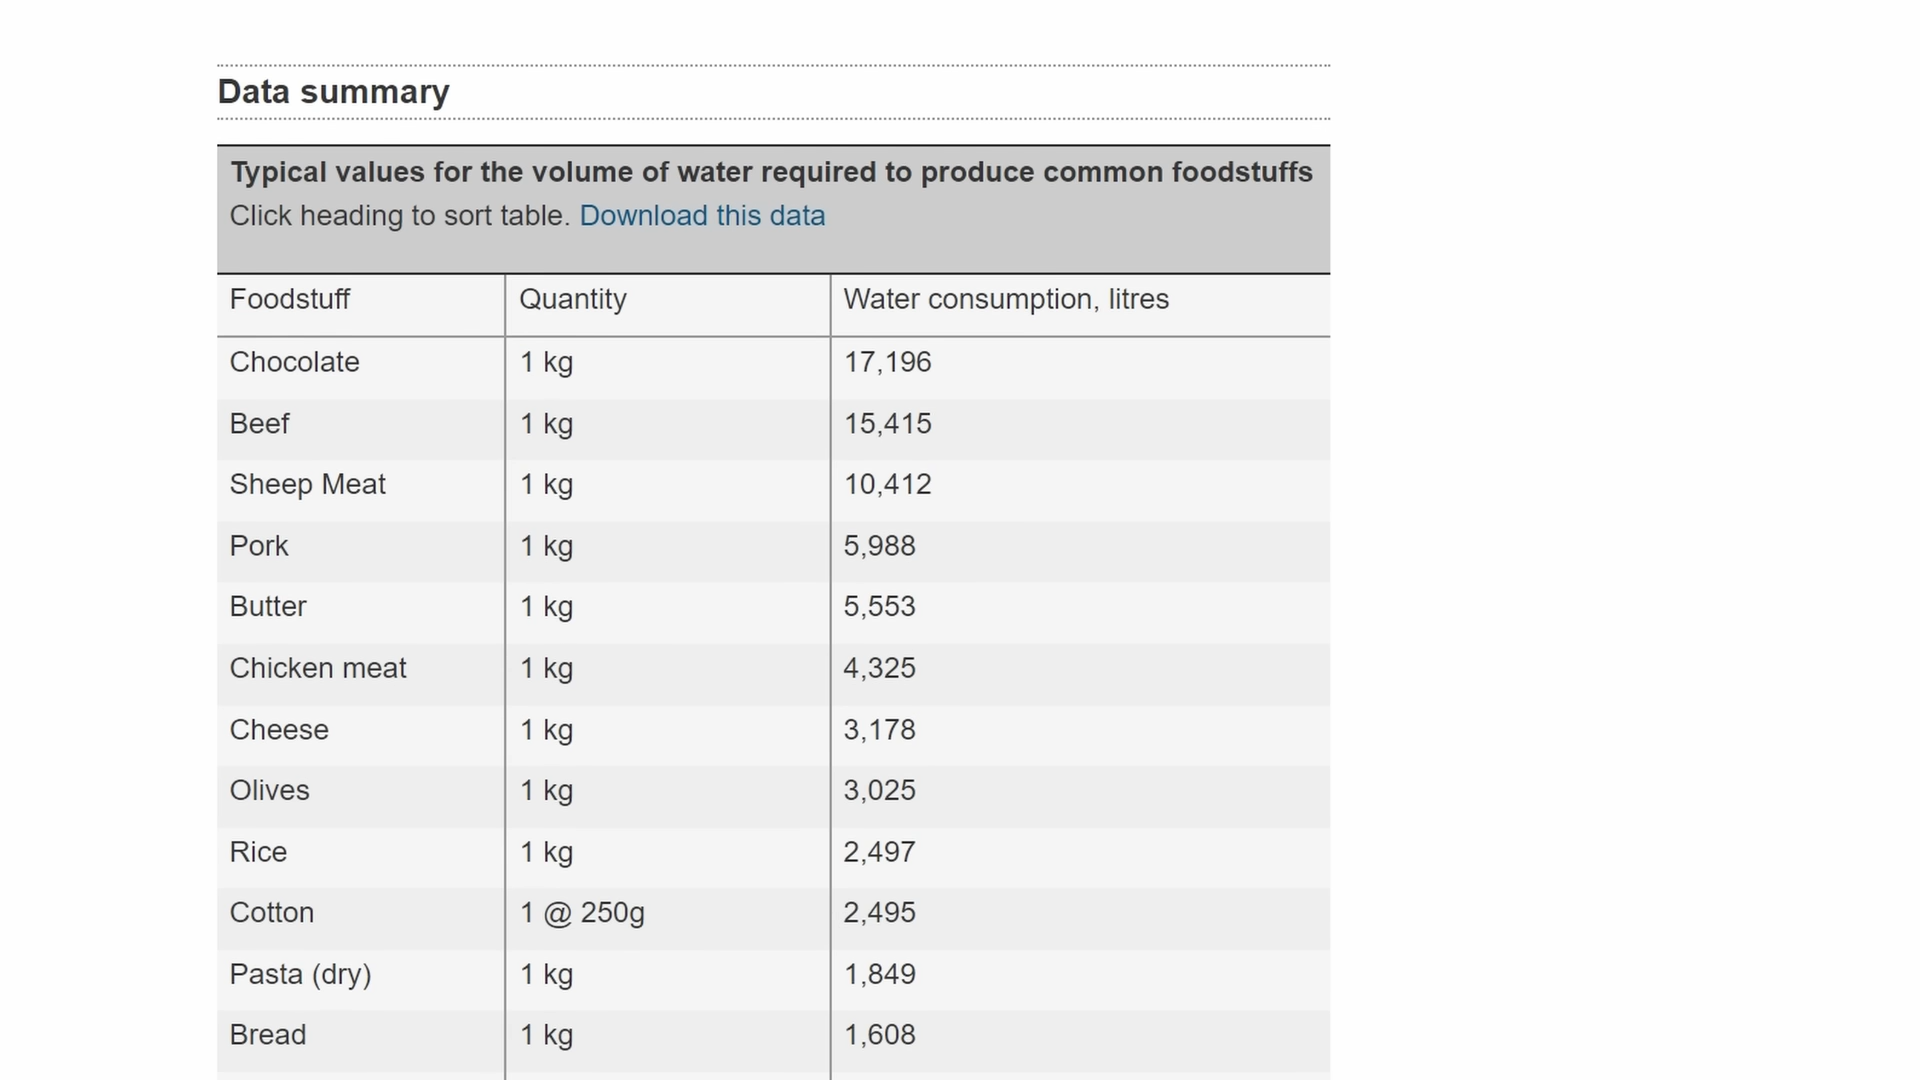 Data summary
Typical values for the volume of water required to produce common foodstuffs
Click heading to sort table. Download this data
Foodstuff Quantity Water consumption, litres
Chocolate 1 kg 17,196
Beef 1 kg 15,415
Sheep Meat 1 kg 10,412
Pork 1 kg 5,988
Butter 1 kg 5,553
Chicken meat 1 kg 4,325
Cheese 1 kg 3,178
Olives 1 kg 3,025
Rice 1 kg 2,497
Cotton 1 @ 250g 2,495
Pasta (dry) 1 kg 1,849
Bread 1 kg 1,608